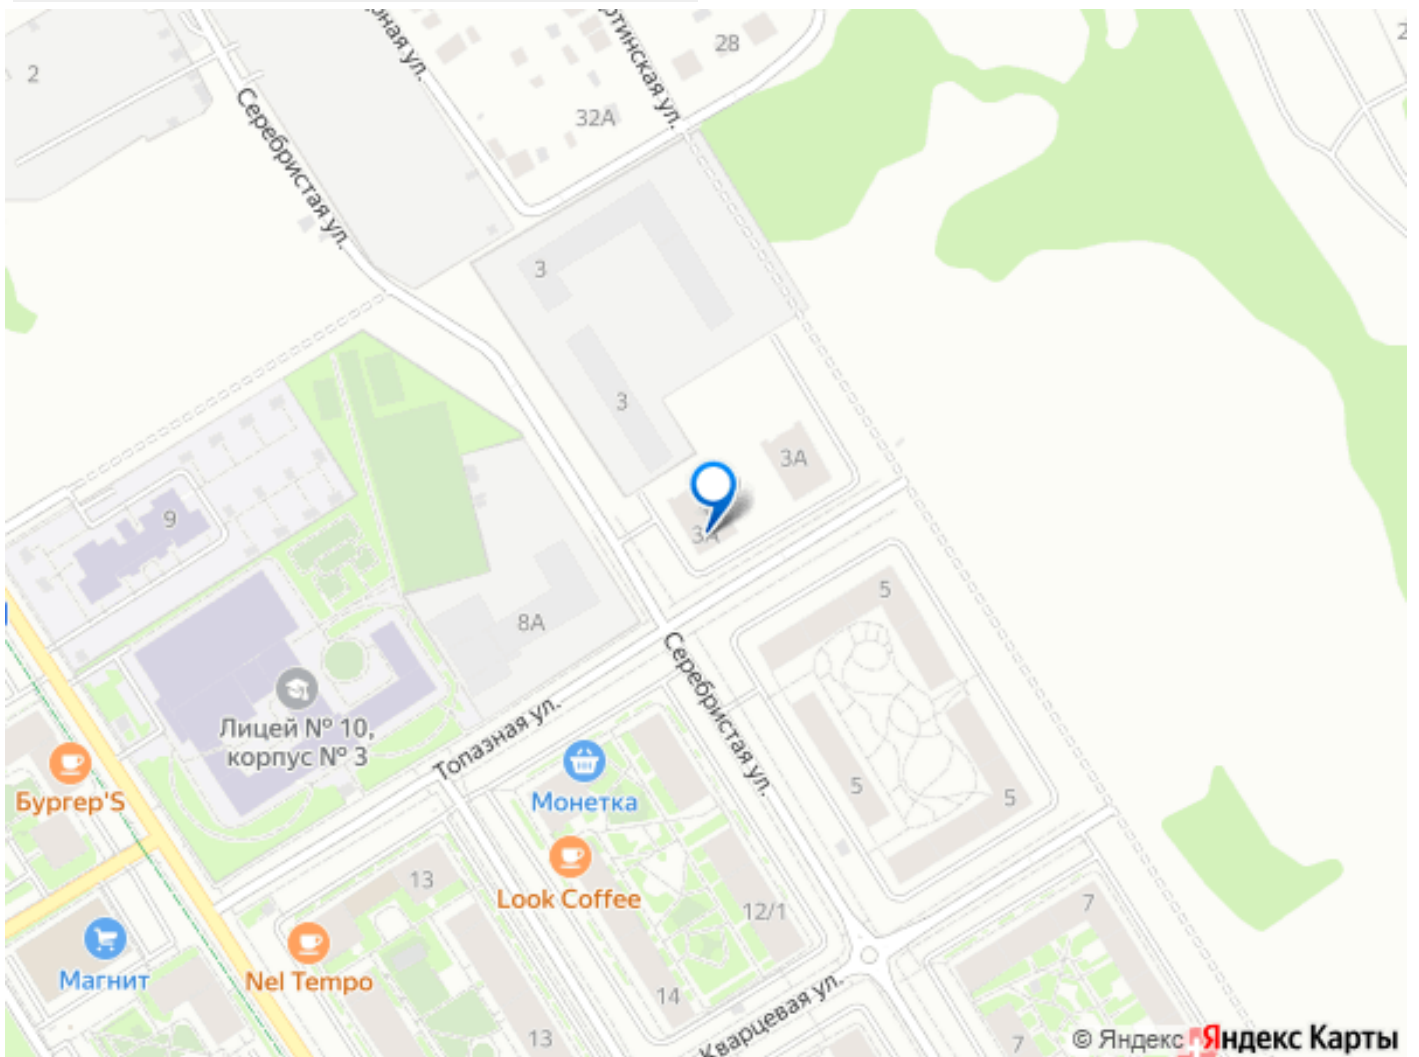 2
28
2
32А
Серебристая ул.
3
3
3А
3А
9
8А
5
Серебристая ул.
Лицей № 10,
корпус № 3
Топазная ул.
Бургер'S
Монетка
5
5
Look Coffee
13
12/1
7
Магнит
Nel Tempo
14
13
Кварцевая ул.
7
© Яндекс Яндекс Карты